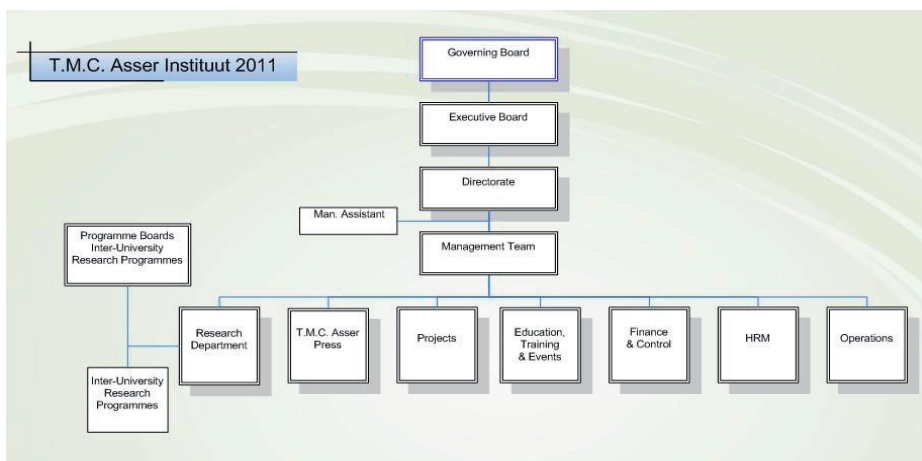 T.M.C. Asser Instituut 2011
Governing Board
Executive Board
Directorate
Man. Assistant
Management Team
Programme Boards
Inter-University
Research Programmes
Research
Department
T.M.C. Asser
Press
Projects
Education,
Training
& Events
Finance
& Control
HRM
Operations
Inter-University
Research
Programmes